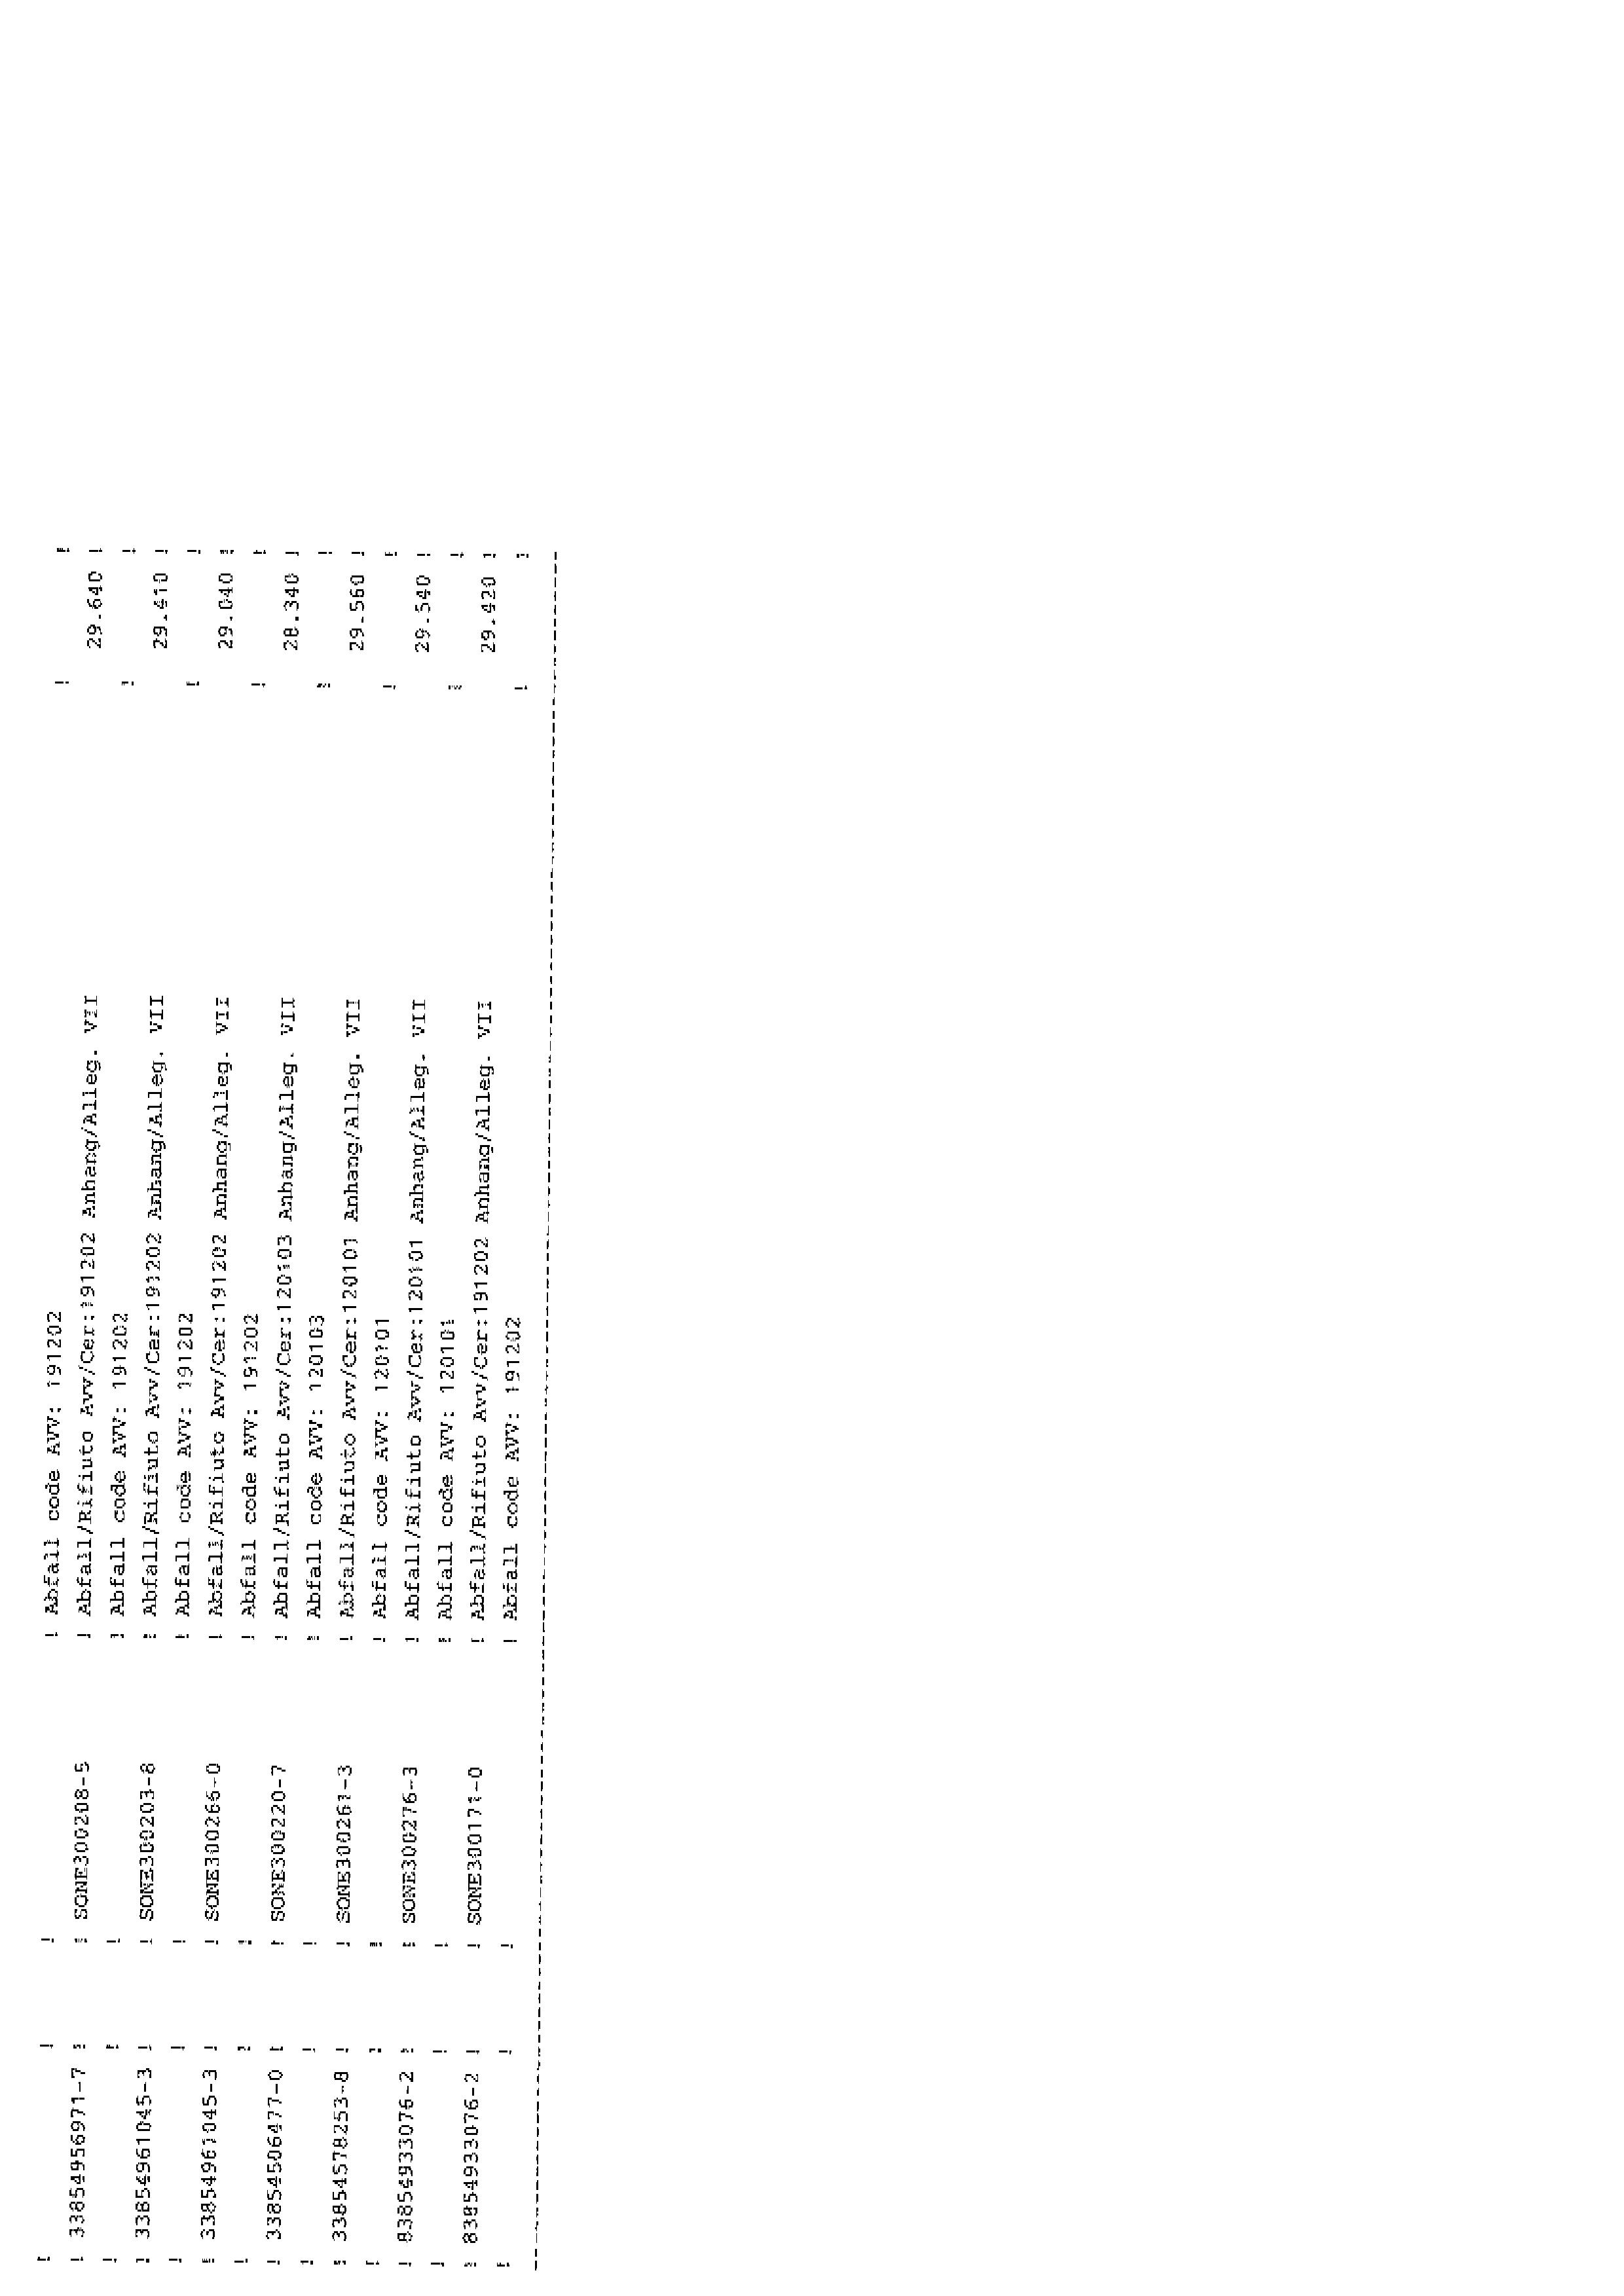 ! ! ! ! Abfall code AVV: 191202 ! !
! 33854956971-7 ! ! SONE300208-5 ! Abfall/Rifiuto Avv/Cer:191202 Anhang/Alleg. VII 29.640 !
! ! ! ! Abfall code AVV: 191202 ! !
! 33854961045-3 ! ! SONE300203-8 ! Abfall/Rifiuto Avv/Cer:191202 Anhang/Alleg. VII 29.410 !
! ! ! ! Abfall code AVV: 191202 ! !
! 33854961045-3 ! ! SONE300266-0 ! Abfall/Rifiuto Avv/Cer:191202 Anhang/Alleg. VII 29.040 !
! ! ! ! Abfall code AVV: 191202 ! !
! 33854506477-0 ! ! SONE300220-7 ! Abfall/Rifiuto Avv/Cer:120103 Anhang/Alleg. VII 28.340 !
! ! ! ! Abfall code AVV: 120103 ! !
! 33854578253-8 ! ! SONE300261-3 ! Abfall/Rifiuto Avv/Cer:120101 Anhang/Alleg. VII 29.560 !
! ! ! ! Abfall code AVV: 120101 ! !
! 83854933076-2 ! ! SONE300276-3 ! Abfall/Rifiuto Avv/Cer:120101 Anhang/Alleg. VII 29.540 !
! ! ! ! Abfall code AVV: 120101 ! !
! 83854933076-2 ! ! SONE300171-0 ! Abfall/Rifiuto Avv/Cer:191202 Anhang/Alleg. VII 29.420 !
! ! ! ! Abfall code AVV: 191202 ! !